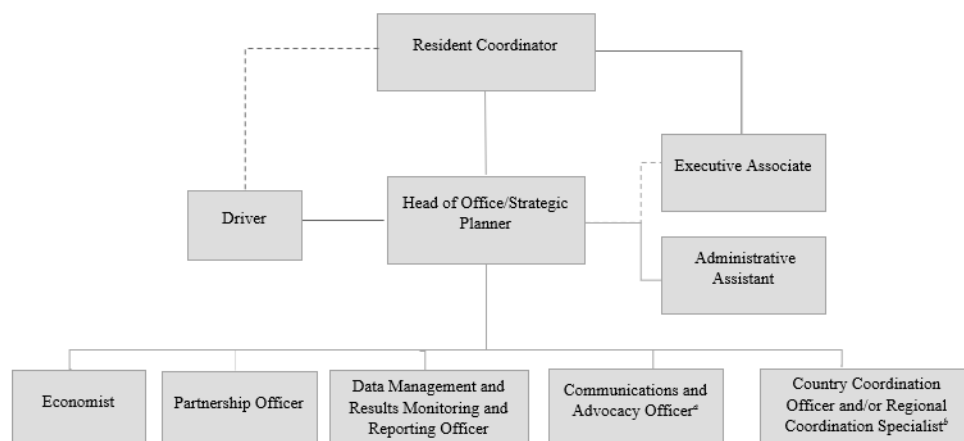 Resident Coordinator
Executive Associate
Driver
Head of Office/Strategic
Planner
Administrative
Assistant
Economist
Partnership Officer
Data Management and
Results Monitoring and
Reporting Officer
Communications and
Advocacy Officerᵃ
Country Coordination
Officer and/or Regional
Coordination Specialistᵇ